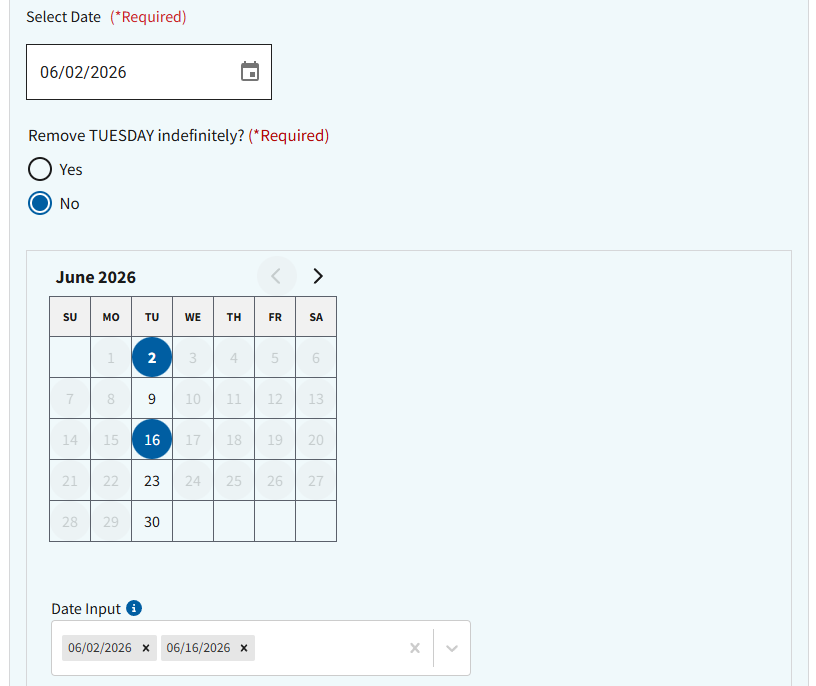 Select Date (*Required)
06/02/2026
Remove TUESDAY indefinitely? (*Required)
Yes
No
June 2026
SU MO TU WE TH FR SA
1 2 3 4 5 6
7 8 9 10 11 12 13
14 15 16 17 18 19 20
21 22 23 24 25 26 27
28 29 30
Date Input i
06/02/2026 × 06/16/2026 ×